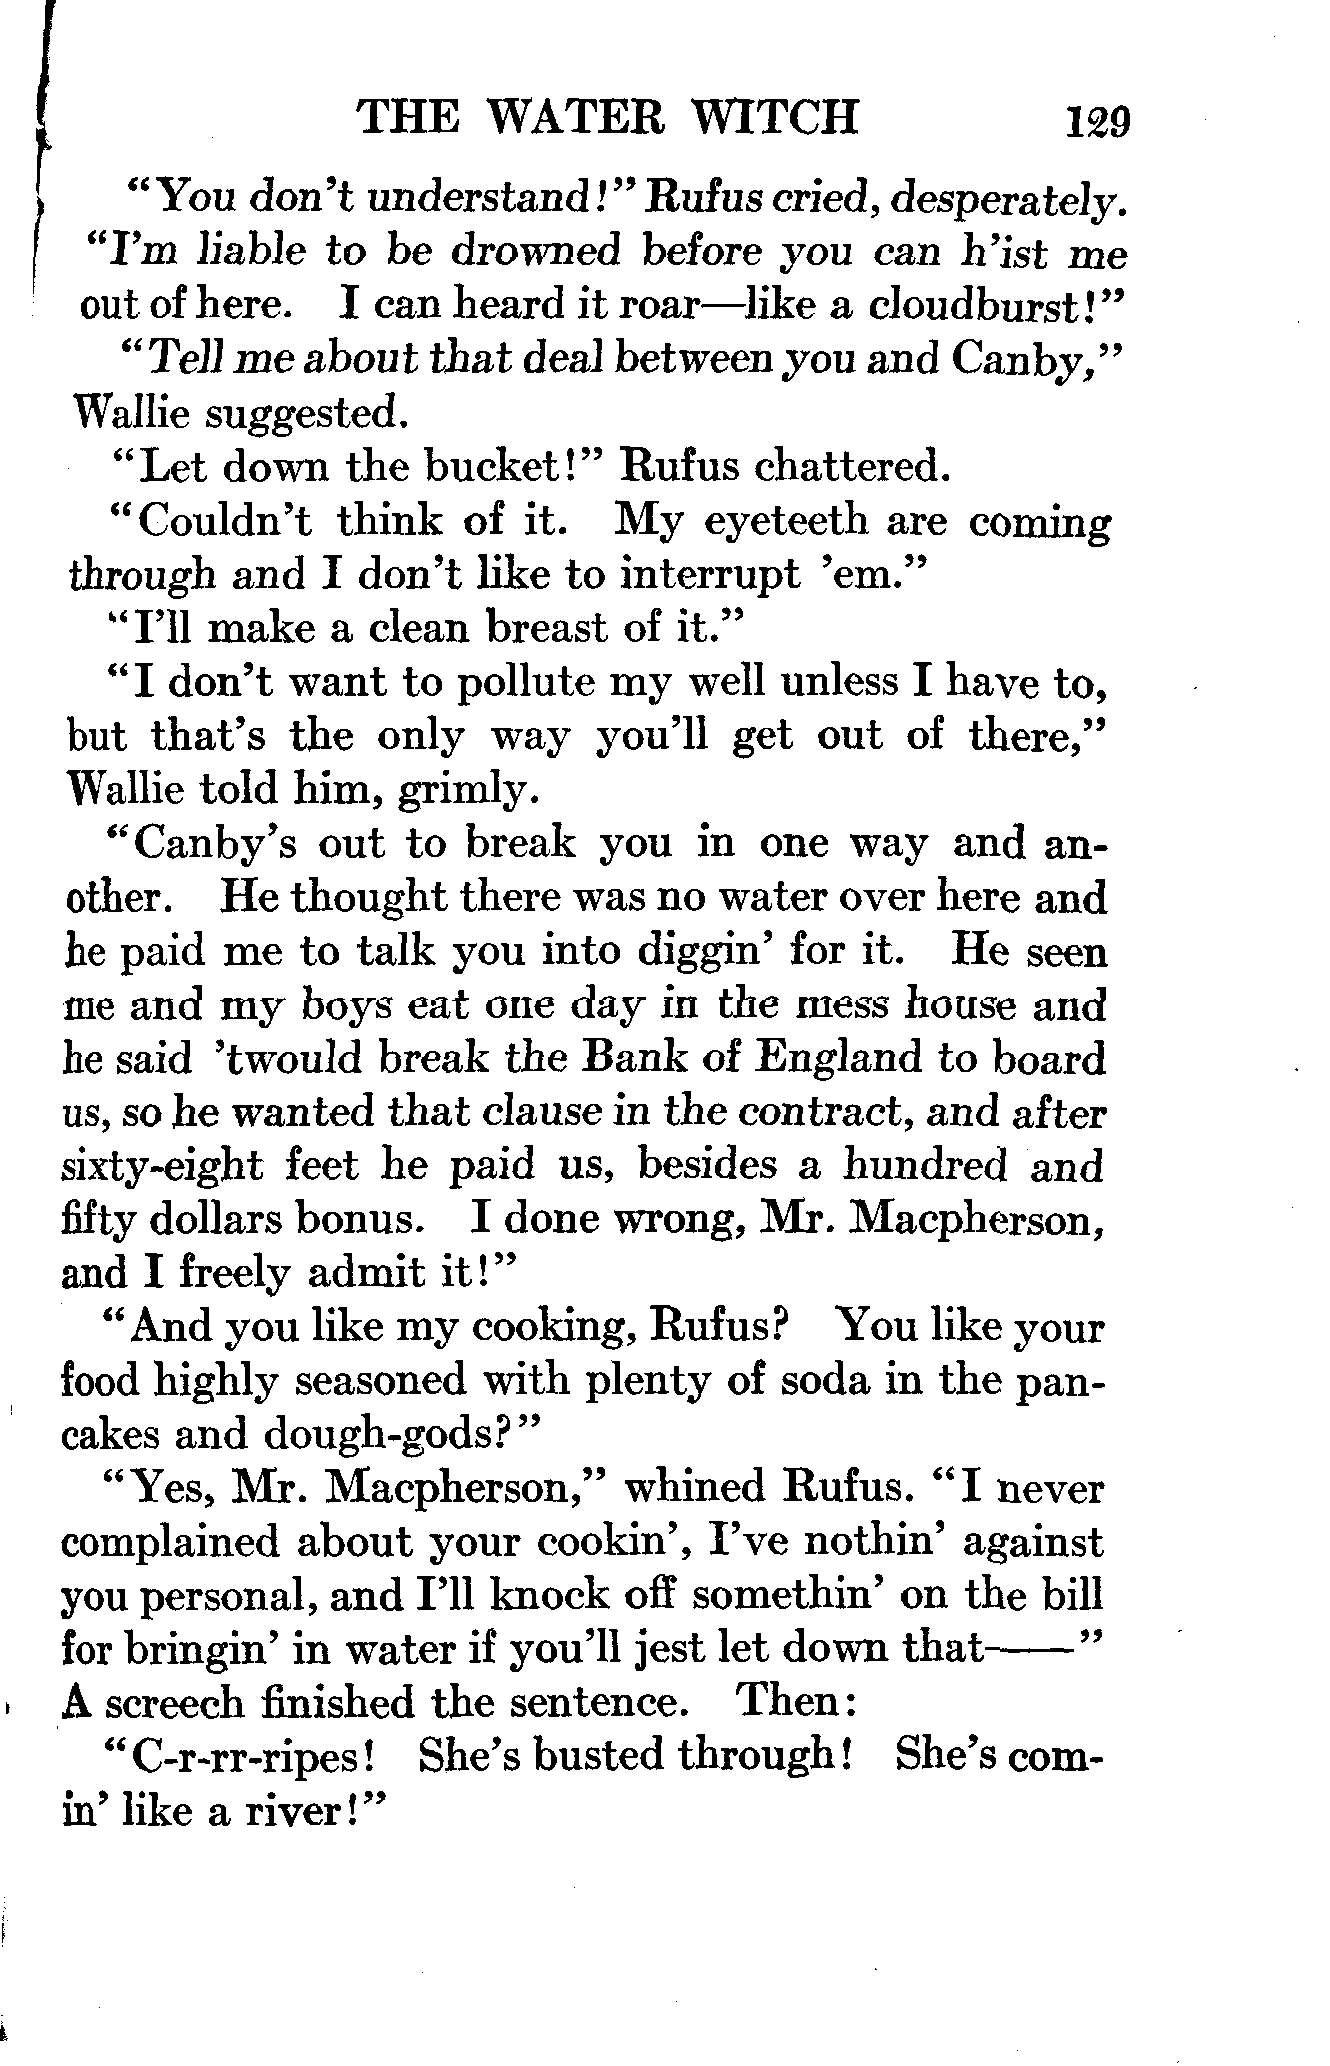 THE WATER WITCH 129
“You don’t understand!” Rufus cried, desperately.
“I’m liable to be drowned before you can h’ist me
out of here. I can heard it roar—like a cloudburst!”
“Tell me about that deal between you and Canby,”
Wallie suggested.
“Let down the bucket!” Rufus chattered.
“Couldn’t think of it. My eyeteeth are coming
through and I don’t like to interrupt ’em.”
“I’ll make a clean breast of it.”
“I don’t want to pollute my well unless I have to,
but that’s the only way you’ll get out of there,”
Wallie told him, grimly.
“Canby’s out to break you in one way and an-
other. He thought there was no water over here and
he paid me to talk you into diggin’ for it. He seen
me and my boys eat one day in the mess house and
he said ’twould break the Bank of England to board
us, so he wanted that clause in the contract, and after
sixty-eight feet he paid us, besides a hundred and
fifty dollars bonus. I done wrong, Mr. Macpherson,
and I freely admit it!”
“And you like my cooking, Rufus? You like your
food highly seasoned with plenty of soda in the pan-
cakes and dough-gods?”
“Yes, Mr. Macpherson,” whined Rufus. “I never
complained about your cookin’, I’ve nothin’ against
you personal, and I’ll knock off somethin’ on the bill
for bringin’ in water if you’ll jest let down that——”
A screech finished the sentence. Then:
“C-r-rr-ripes! She’s busted through! She’s com-
in’ like a river!”